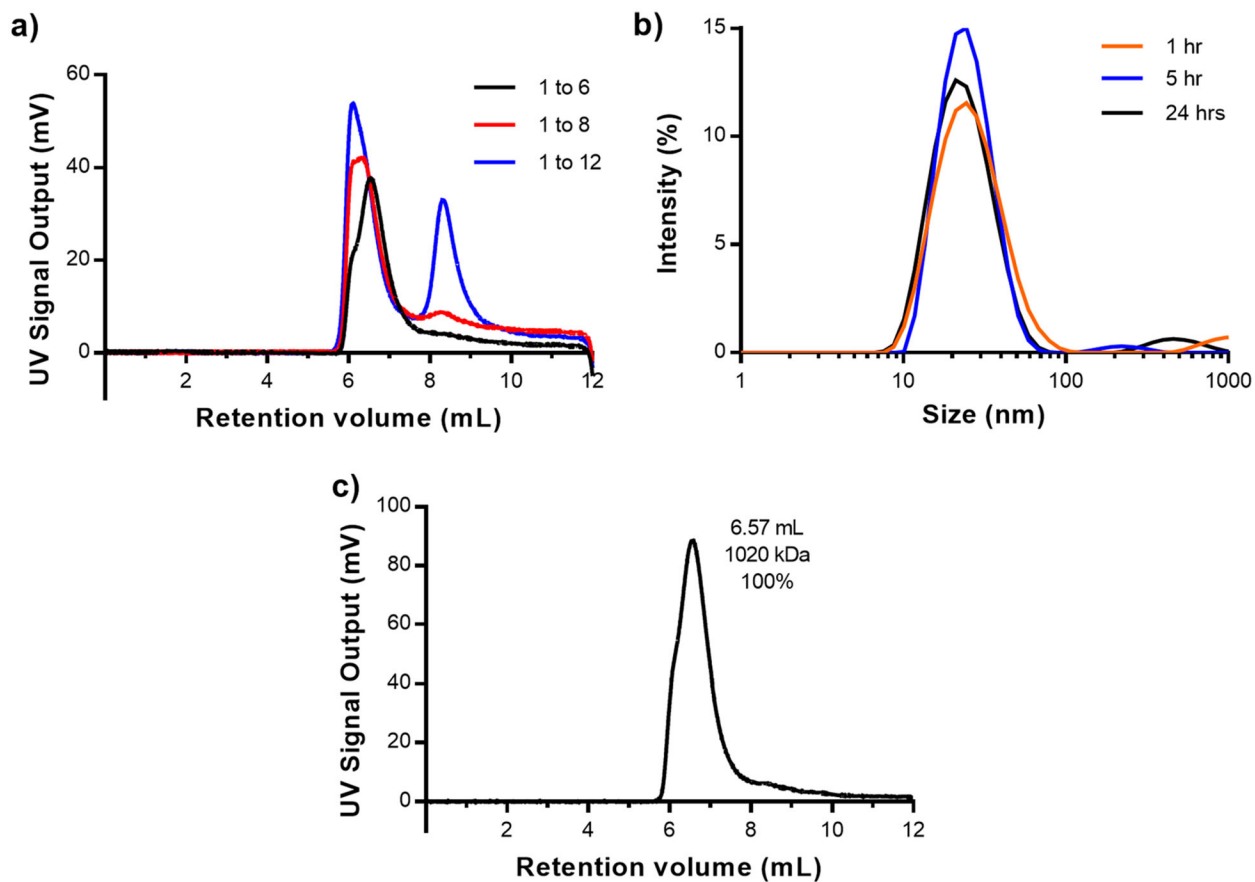 a)
UV Signal Output (mV)
60
40
20
0
0
2
4
6
8
10
12
Retention volume (mL)
1 to 6
1 to 8
1 to 12
b)
Intensity (%)
15
10
5
0
1
10
100
1000
Size (nm)
1 hr
5 hr
24 hrs
c)
UV Signal Output (mV)
100
80
60
40
20
0
2
4
6
8
10
12
Retention volume (mL)
6.57 mL
1020 kDa
100%